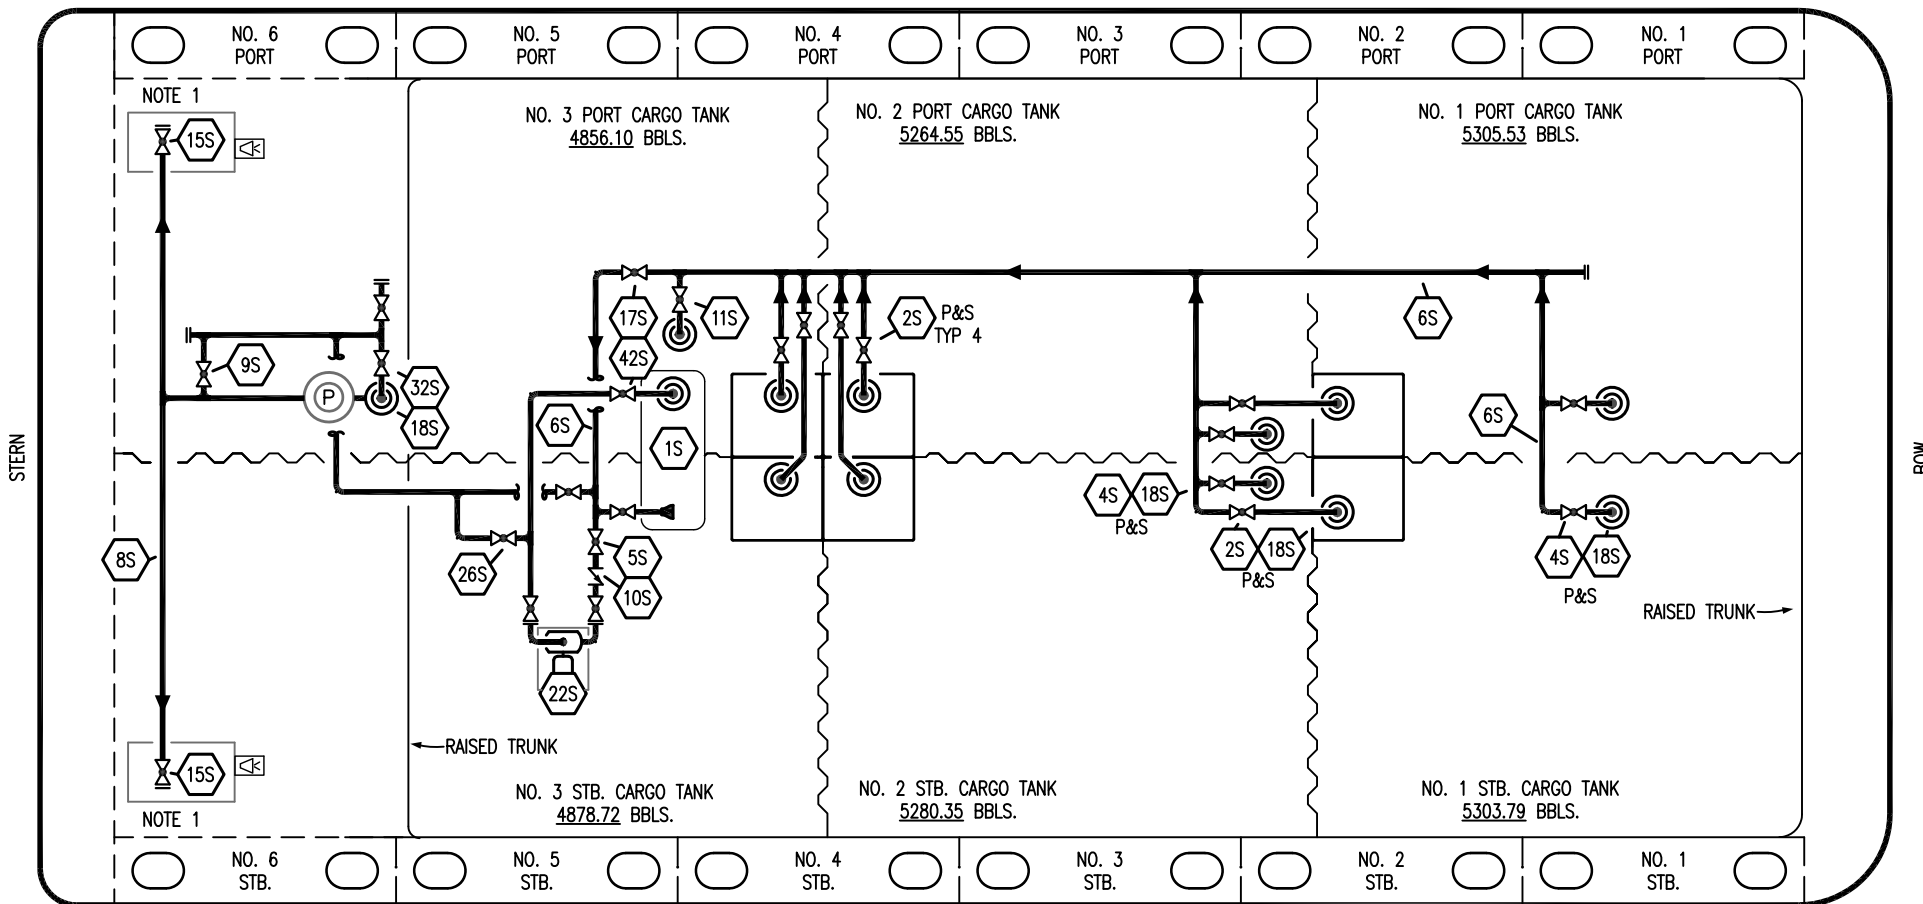 NO. 6
PORT
NO. 5
PORT
NO. 4
PORT
NO. 3
PORT
NO. 2
PORT
NO. 1
PORT
NOTE 1
15S
NO. 3 PORT CARGO TANK
4856.10 BBLS.
NO. 2 PORT CARGO TANK
5264.55 BBLS.
NO. 1 PORT CARGO TANK
5305.53 BBLS.
17S
42S
11S
2S
P&S
TYP 4
6S
9S
P
32S
18S
6S
1S
6S
STERN
BOW
8S
26S
5S
10S
22S
4S
18S
P&S
2S
18S
P&S
4S
18S
P&S
RAISED TRUNK
RAISED TRUNK
15S
NOTE 1
NO. 3 STB. CARGO TANK
4878.72 BBLS.
NO. 2 STB. CARGO TANK
5280.35 BBLS.
NO. 1 STB. CARGO TANK
5303.79 BBLS.
NO. 6
STB.
NO. 5
STB.
NO. 4
STB.
NO. 3
STB.
NO. 2
STB.
NO. 1
STB.